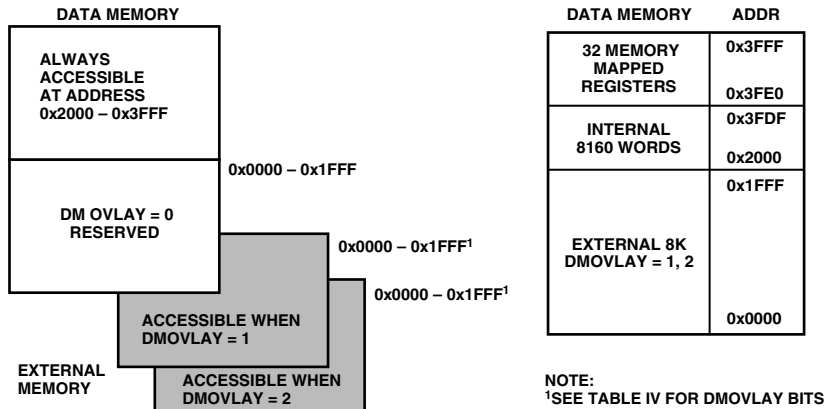 DATA MEMORY
ALWAYS
ACCESSIBLE
AT ADDRESS
0x2000 – 0x3FFF
0x0000 – 0x1FFF
DM OVLAY = 0
RESERVED
0x0000 – 0x1FFF¹
0x0000 – 0x1FFF¹
ACCESSIBLE WHEN
DMOVLAY = 1
EXTERNAL
MEMORY
ACCESSIBLE WHEN
DMOVLAY = 2
DATA MEMORY ADDR
32 MEMORY
MAPPED
REGISTERS
0x3FFF
0x3FE0
INTERNAL
8160 WORDS
0x3FDF
0x2000
0x1FFF
EXTERNAL 8K
DMOVLAY = 1, 2
0x0000
NOTE:
¹SEE TABLE IV FOR DMOVLAY BITS